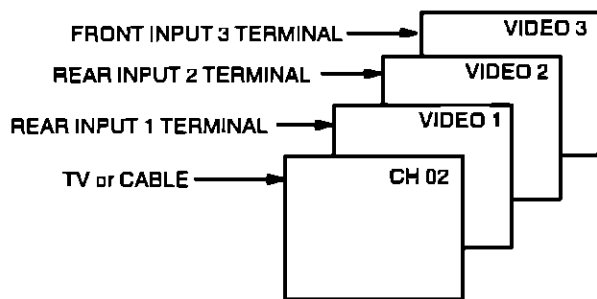 FRONT INPUT 3 TERMINAL
VIDEO 3
REAR INPUT 2 TERMINAL
VIDEO 2
REAR INPUT 1 TERMINAL
VIDEO 1
TV or CABLE
CH 02